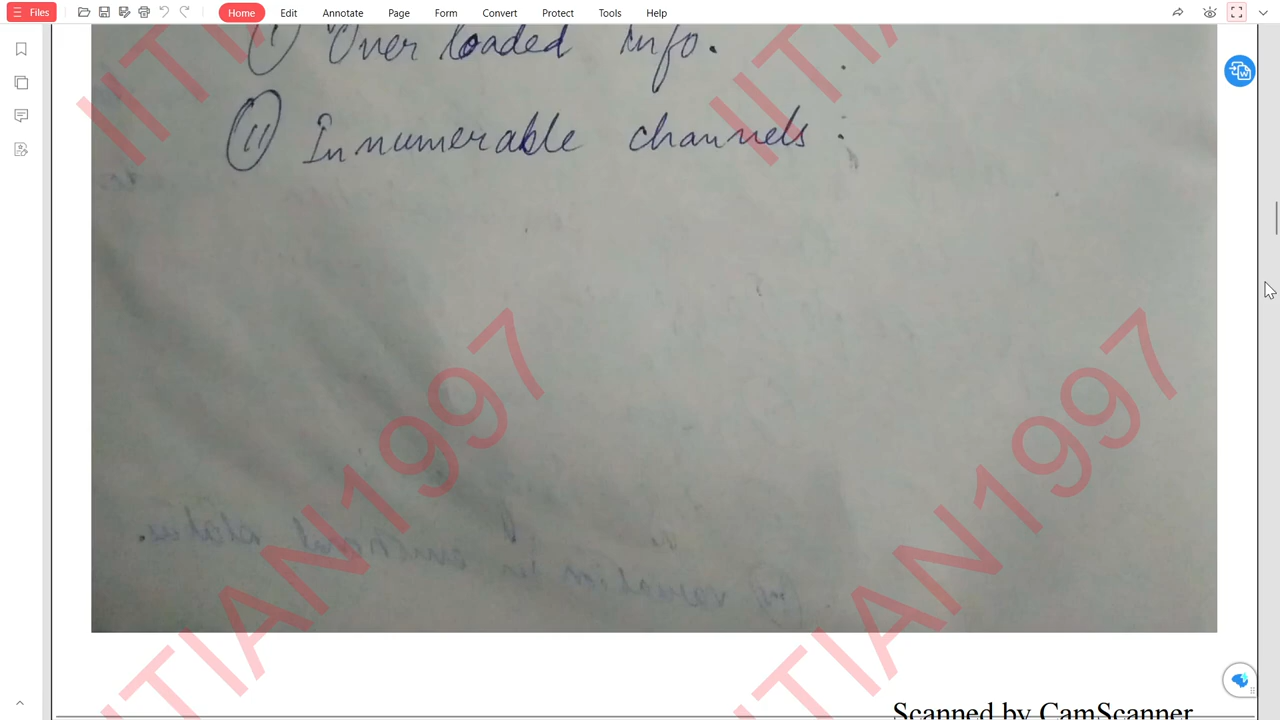 Files
Home Edit Annotate Page Form Convert Protect Tools Help
(i) Over loaded info.
(ii) Innumerable channels :
IITIAN1997
IITIAN1997
Scanned by CamScanner